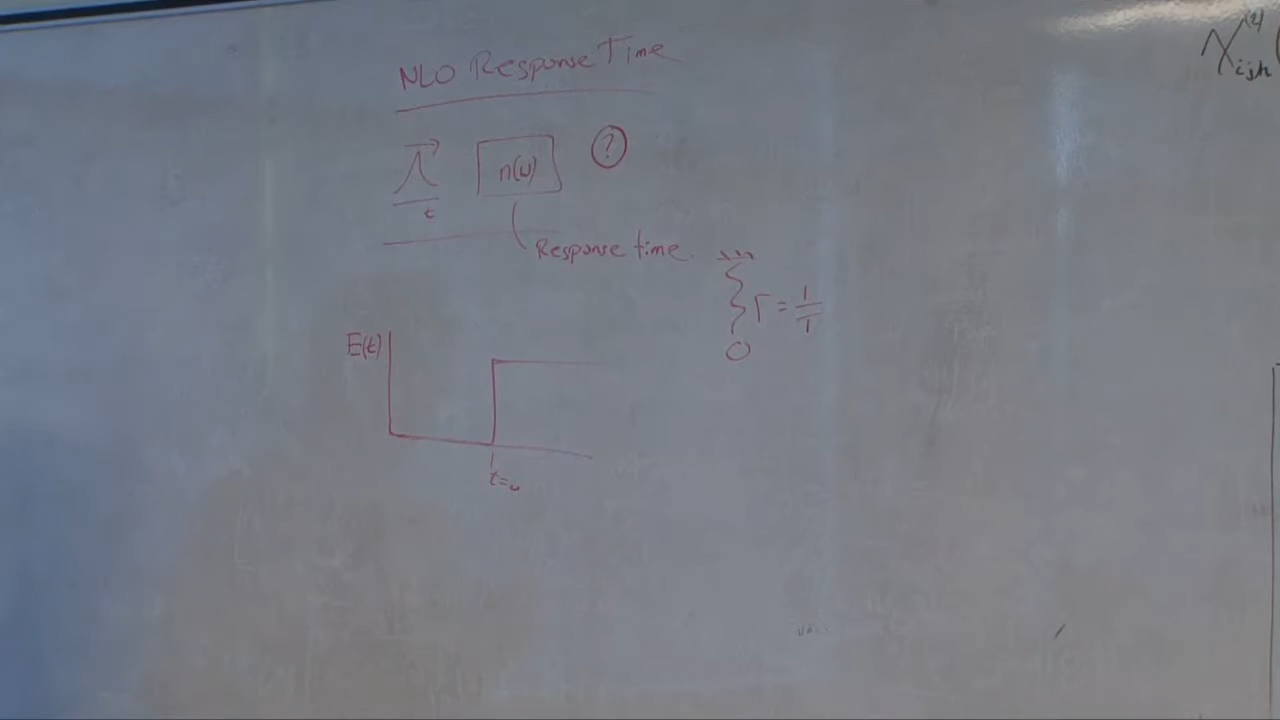 NLO Response Time
n(ω)
?
t
Response time.
Γ = 1/T
E(t)
t=0
χ(2)ijk (